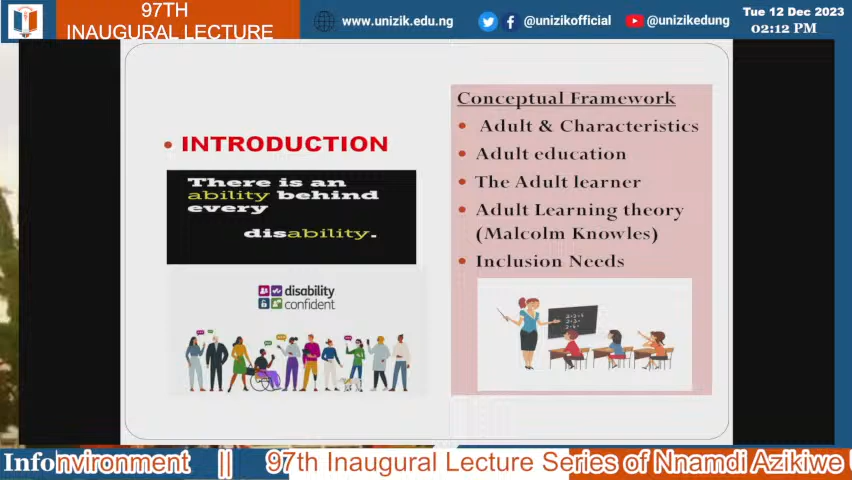 97TH
INAUGURAL LECTURE
www.unizik.edu.ng
@unizikofficial
@unizikedung
Tue 12 Dec 2023
02:12 PM
• INTRODUCTION
There is an
ability behind
every
disability.
disability
confident
Conceptual Framework
• Adult & Characteristics
• Adult education
• The Adult learner
• Adult Learning theory
(Malcolm Knowles)
• Inclusion Needs
Info
nvironment || 97th Inaugural Lecture Series of Nnamdi Azikiwe U